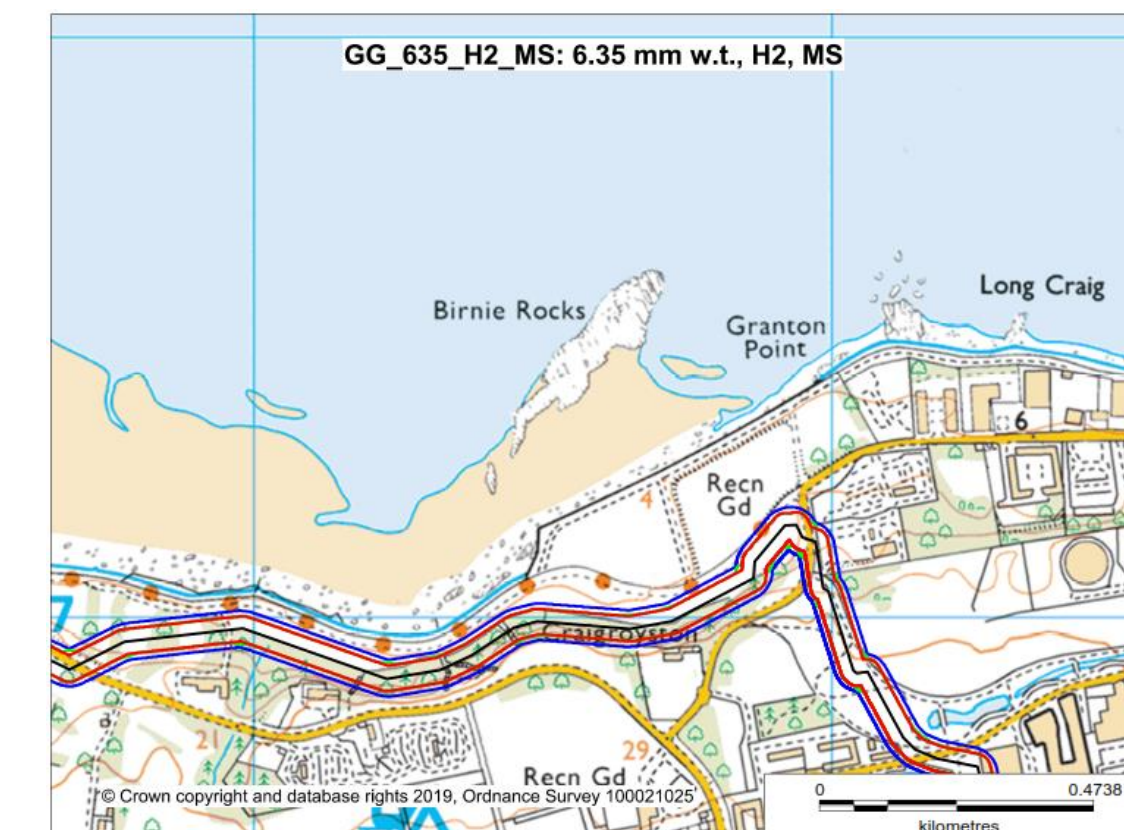 GG_635_H2_MS: 6.35 mm w.t., H2, MS
Long Craig
Birnie Rocks
Granton
Point
6
Recn
Gd
4
7
Craigroyston
21
29
Recn Gd
© Crown copyright and database rights 2019, Ordnance Survey 100021025
0
0.4738
kilometres